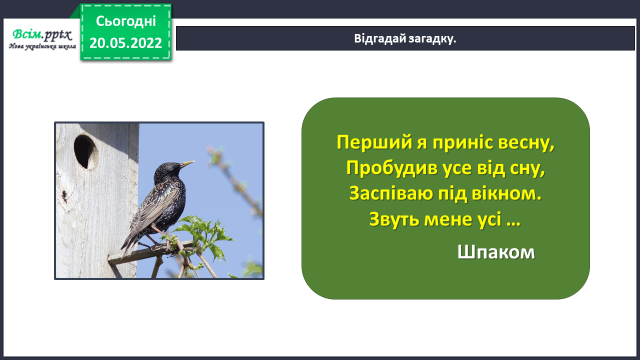 Всім.pptx
Нова українська школа
Сьогодні
20.05.2022
Відгадай загадку.
Перший я приніс весну,
Пробудив усе від сну,
Заспіваю під вікном.
Звуть мене усі ...
Шпаком